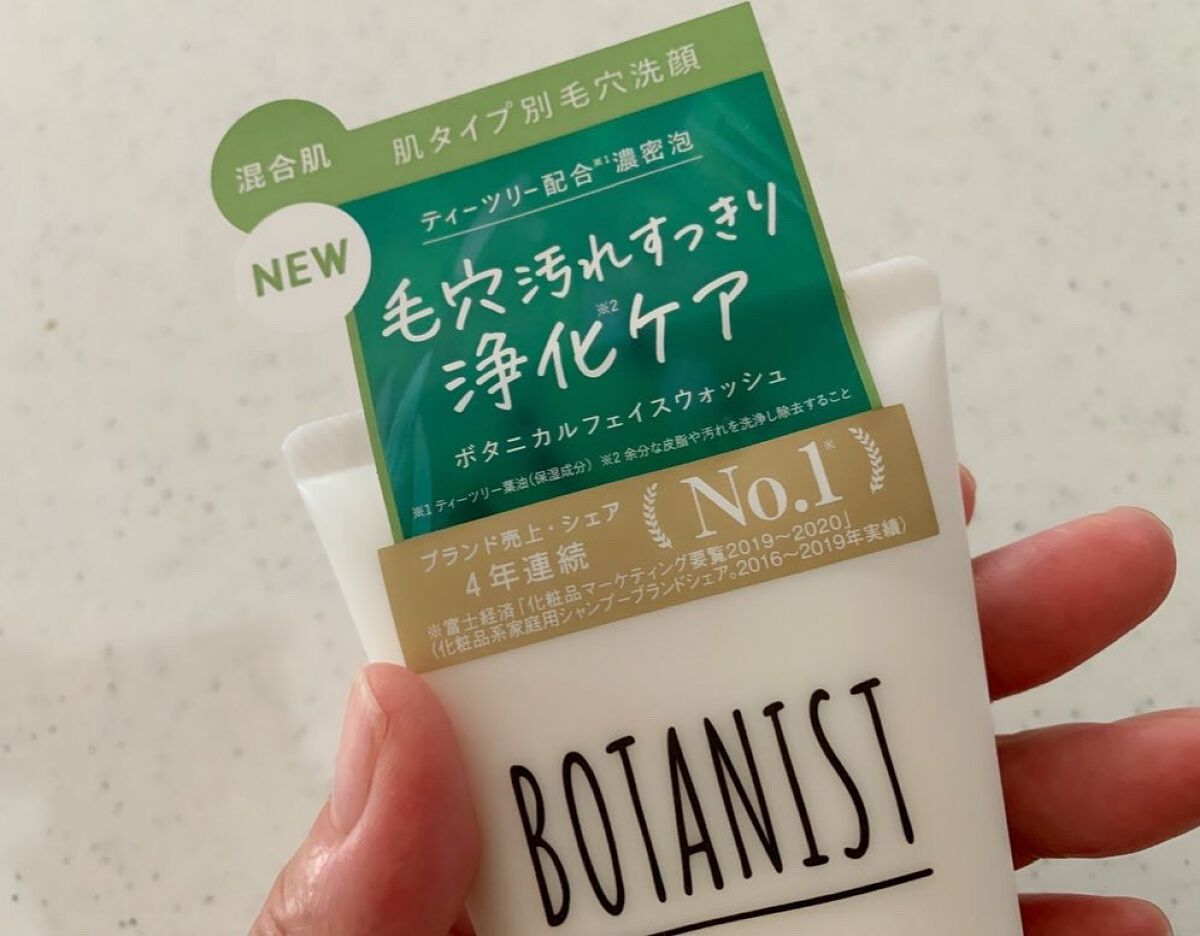 混合肌
肌タイプ別毛穴洗顔
NEW
ティーツリー配合※1濃密泡
毛穴汚れすっきり
浄化※2ケア
ボタニカルフェイスウォッシュ
※1 ティーツリー葉油(保湿成分) ※2 余分な皮脂や汚れを洗浄し除去すること
ブランド売上・シェア
4年連続
No.1※
※富士経済「化粧品マーケティング要覧2019〜2020」
(化粧品系家庭用シャンプーブランドシェア。2016〜2019年実績)
BOTANIST